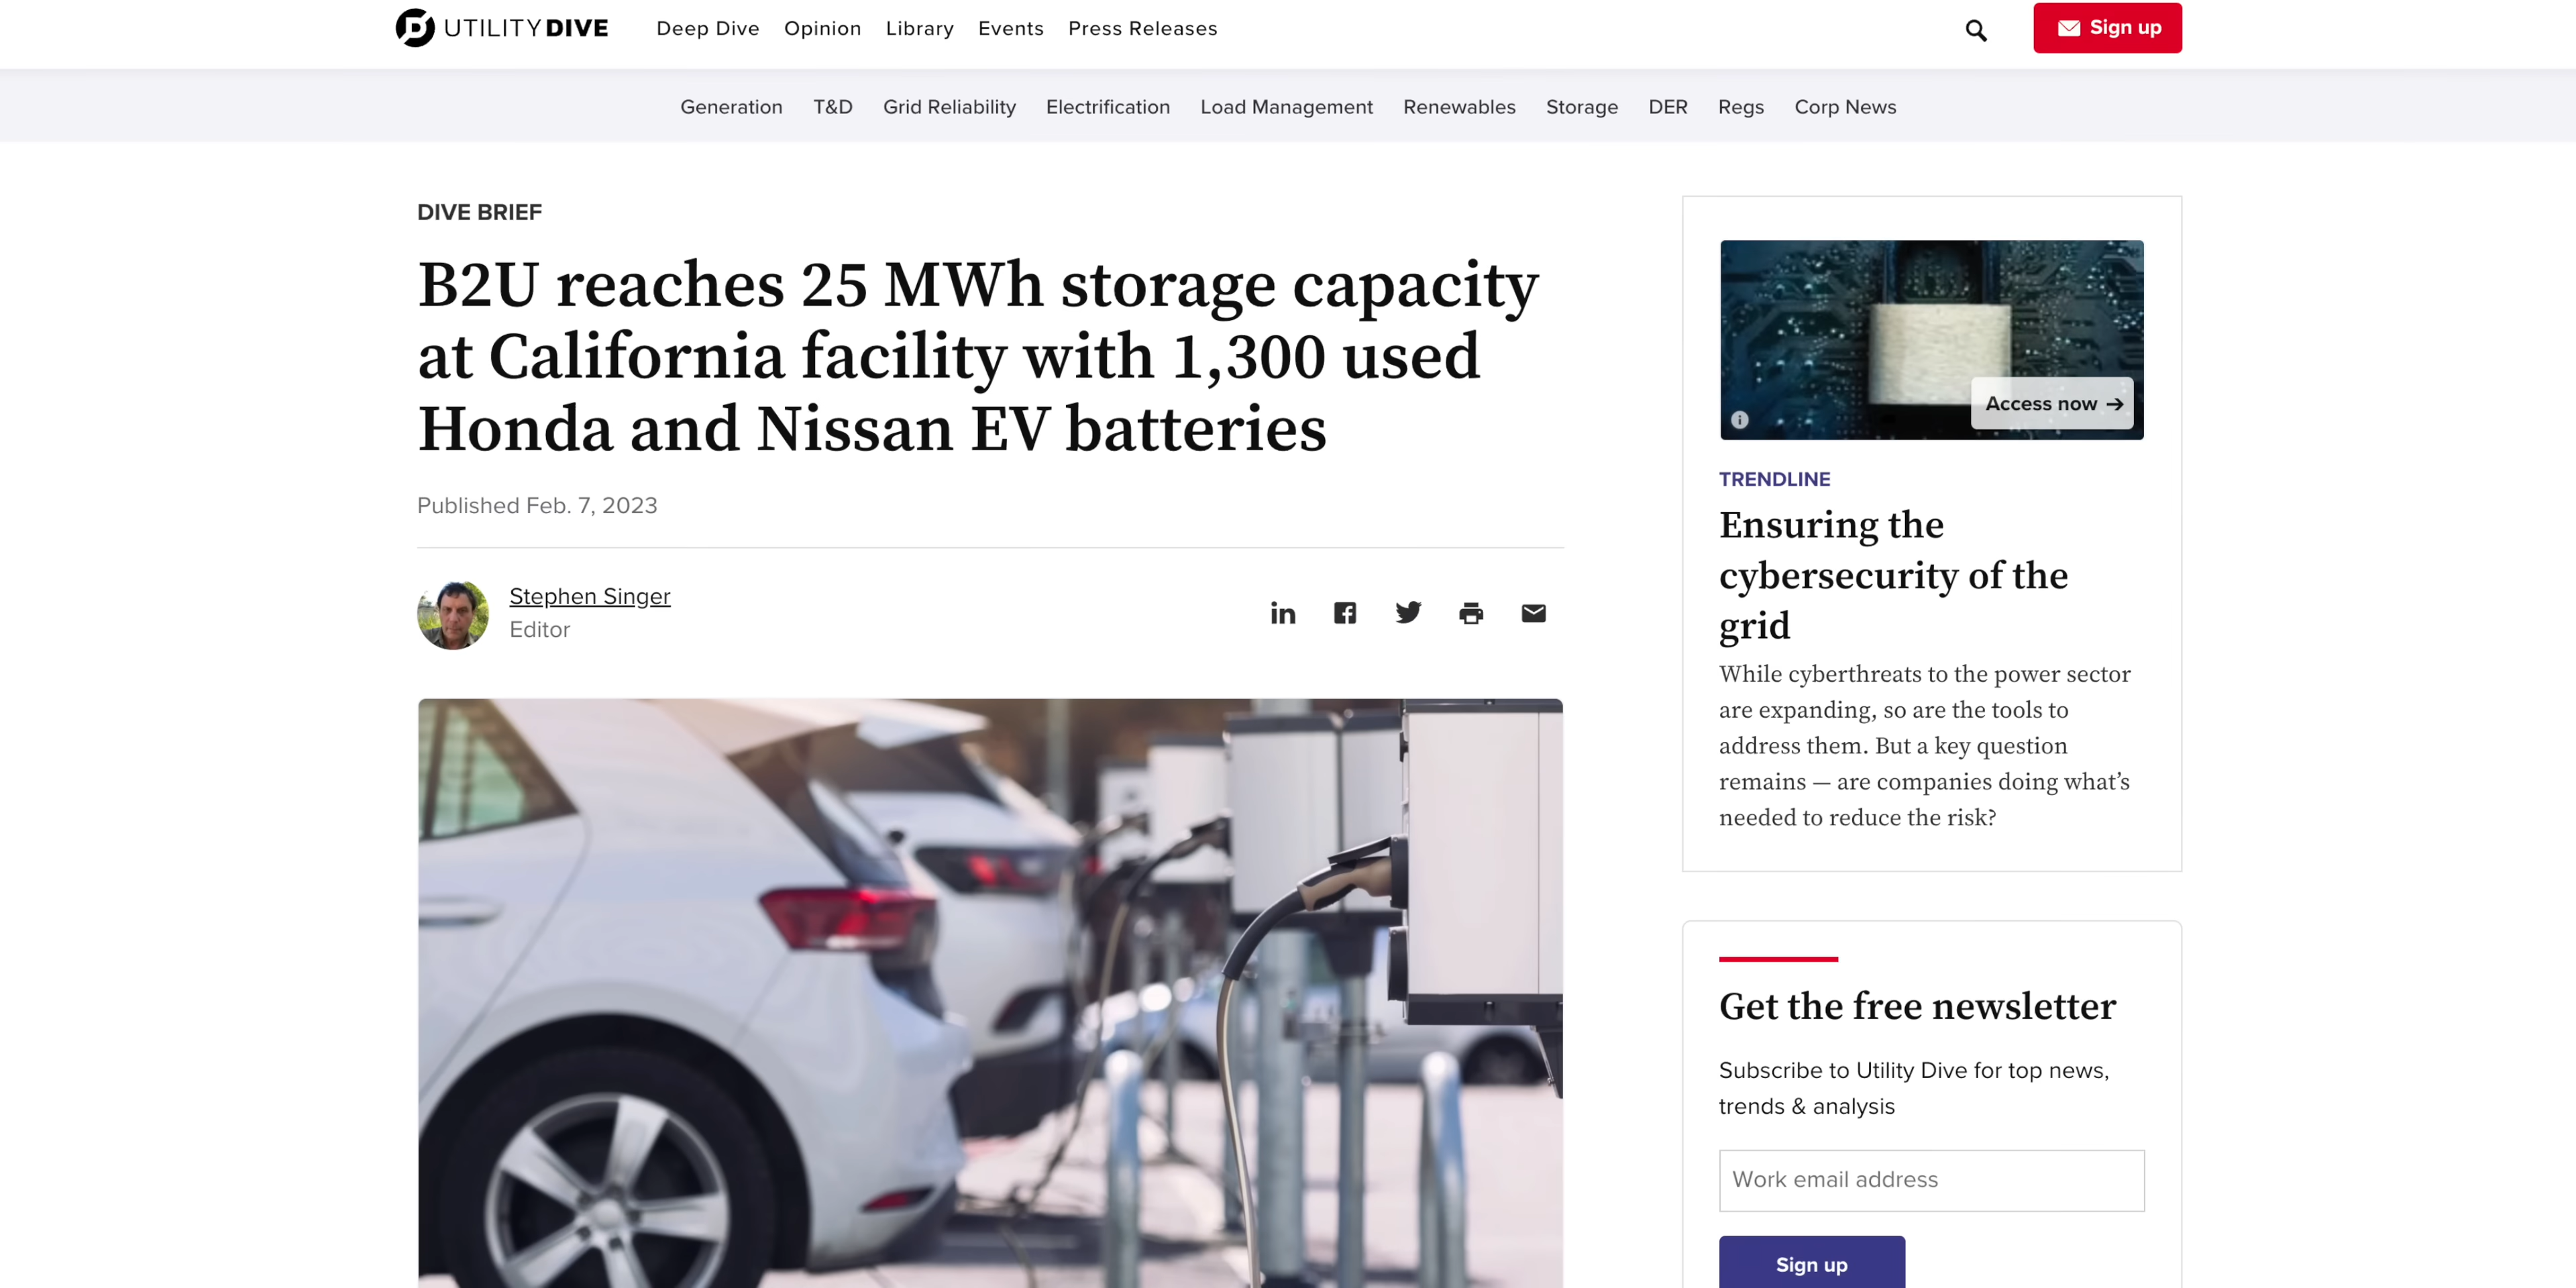 UTILITY DIVE
Deep Dive Opinion Library Events Press Releases
Sign up
Generation T&D Grid Reliability Electrification Load Management Renewables Storage DER Regs Corp News
DIVE BRIEF
B2U reaches 25 MWh storage capacity
at California facility with 1,300 used
Honda and Nissan EV batteries
Published Feb. 7, 2023
Stephen Singer
Editor
Access now
TRENDLINE
Ensuring the
cybersecurity of the
grid
While cyberthreats to the power sector
are expanding, so are the tools to
address them. But a key question
remains — are companies doing what’s
needed to reduce the risk?
Get the free newsletter
Subscribe to Utility Dive for top news,
trends & analysis
Work email address
Sign up